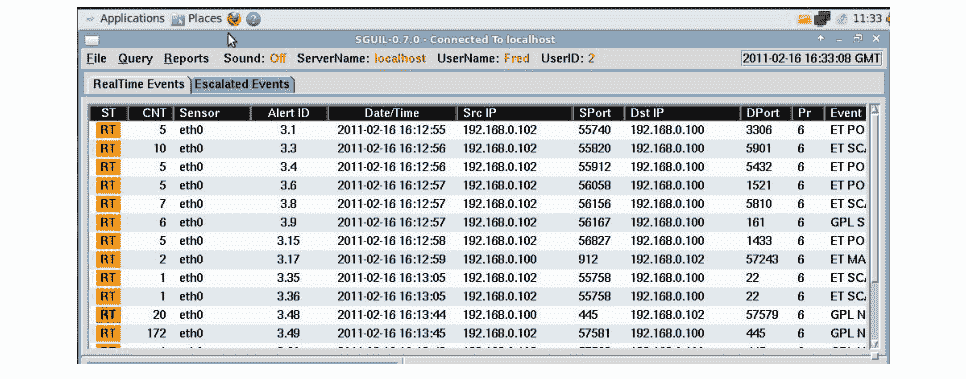 Applications Places 11:33
SGUIL-0.7.0 - Connected To localhost
File Query Reports Sound: Off ServerName: localhost UserName: Fred UserID: 2 2011-02-16 16:33:08 GMT
RealTime Events Escalated Events
ST CNT Sensor Alert ID Date/Time Src IP SPort Dst IP DPort Pr Event
RT 5 eth0 3.1 2011-02-16 16:12:55 192.168.0.102 55740 192.168.0.100 3306 6 ET PO
RT 10 eth0 3.3 2011-02-16 16:12:56 192.168.0.102 55820 192.168.0.100 5901 6 ET SCA
RT 5 eth0 3.4 2011-02-16 16:12:56 192.168.0.102 55912 192.168.0.100 5432 6 ET PO
RT 5 eth0 3.6 2011-02-16 16:12:57 192.168.0.102 56058 192.168.0.100 1521 6 ET PO
RT 7 eth0 3.8 2011-02-16 16:12:57 192.168.0.102 56156 192.168.0.100 5810 6 ET SCA
RT 6 eth0 3.9 2011-02-16 16:12:57 192.168.0.102 56167 192.168.0.100 161 6 GPL S
RT 5 eth0 3.15 2011-02-16 16:12:58 192.168.0.102 56827 192.168.0.100 1433 6 ET PO
RT 2 eth0 3.17 2011-02-16 16:12:59 192.168.0.100 912 192.168.0.102 57243 6 ET MA
RT 1 eth0 3.35 2011-02-16 16:13:05 192.168.0.102 55758 192.168.0.100 22 6 ET SCA
RT 1 eth0 3.36 2011-02-16 16:13:05 192.168.0.102 55758 192.168.0.100 22 6 ET SCA
RT 20 eth0 3.48 2011-02-16 16:13:44 192.168.0.100 445 192.168.0.102 57579 6 GPL N
RT 172 eth0 3.49 2011-02-16 16:13:45 192.168.0.102 57581 192.168.0.100 445 6 GPL N